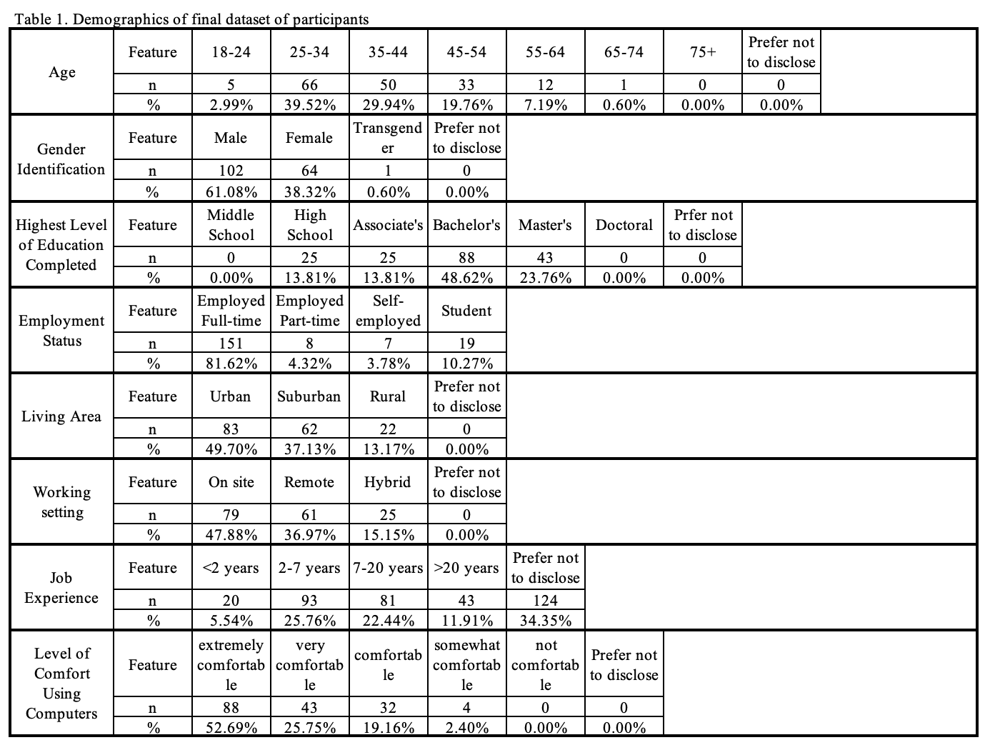 Table 1. Demographics of final dataset of participants
Age
Feature 18-24 25-34 35-44 45-54 55-64 65-74 75+ Prefer not
to disclose
n 5 66 50 33 12 1 0 0
% 2.99% 39.52% 29.94% 19.76% 7.19% 0.60% 0.00% 0.00%
Gender
Identification
Feature Male Female Transgend
er
Prefer not
to disclose
n 102 64 1 0
% 61.08% 38.32% 0.60% 0.00%
Highest Level
of Education
Completed
Feature
Middle
School
High
School
Associate's Bachelor's Master's Doctoral
Prfer not
to disclose
n 0 25 25 88 43 0 0
% 0.00% 13.81% 13.81% 48.62% 23.76% 0.00% 0.00%
Employment
Status
Feature
Employed
Full-time
Employed
Part-time
Self-
employed
Student
n 151 8 7 19
% 81.62% 4.32% 3.78% 10.27%
Living Area
Feature Urban Suburban Rural
Prefer not
to disclose
n 83 62 22 0
% 49.70% 37.13% 13.17% 0.00%
Working
setting
Feature On site Remote Hybrid
Prefer not
to disclose
n 79 61 25 0
% 47.88% 36.97% 15.15% 0.00%
Job
Experience
Feature <2 years 2-7 years 7-20 years >20 years
Prefer not
to disclose
n 20 93 81 43 124
% 5.54% 25.76% 22.44% 11.91% 34.35%
Level of
Comfort
Using
Computers
Feature
extremely
comfortab
le
very
comfortab
le
comfortab
le
somewhat
comfortab
le
not
comfortab
le
Prefer not
to disclose
n 88 43 32 4 0 0
% 52.69% 25.75% 19.16% 2.40% 0.00% 0.00%